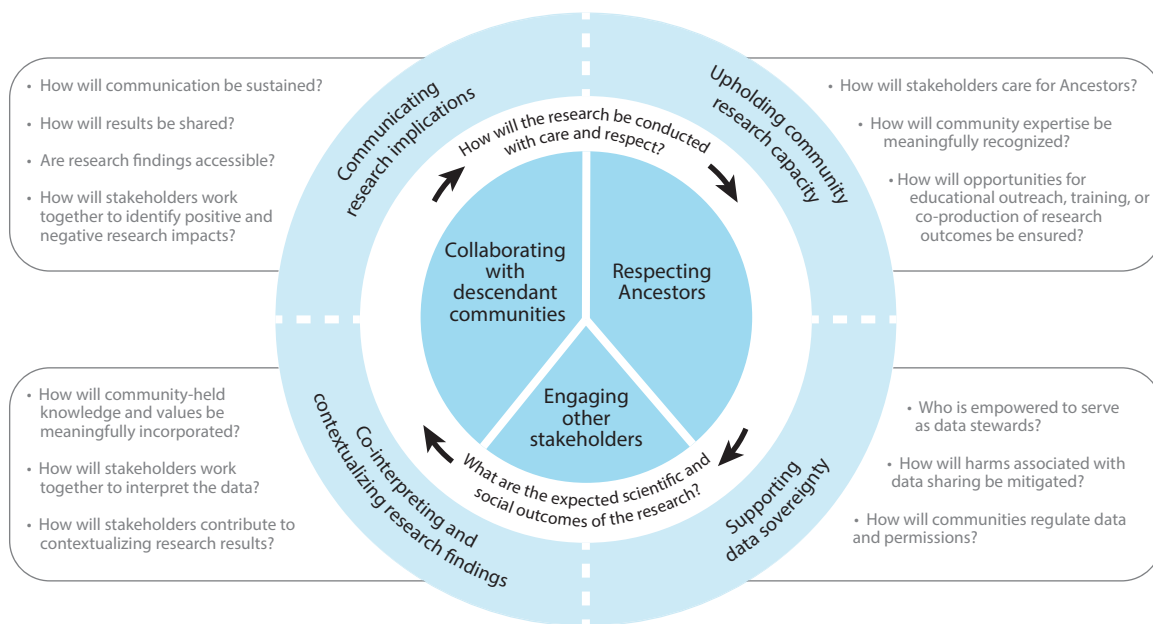 • How will communication be sustained?
• How will results be shared?
• Are research findings accessible?
• How will stakeholders work
together to identify positive and
negative research impacts?
Communicating
research implications
Upholding community
research capacity
• How will stakeholders care for Ancestors?
• How will community expertise be
meaningfully recognized?
• How will opportunities for
educational outreach, training, or
co-production of research
outcomes be ensured?
How will the research be conducted
with care and respect?
Collaborating
with
descendant
communities
Respecting
Ancestors
Engaging
other
stakeholders
What are the expected scientific and
social outcomes of the research?
• How will community-held
knowledge and values be
meaningfully incorporated?
• How will stakeholders work
together to interpret the data?
• How will stakeholders contribute to
contextualizing research results?
Co-interpreting and
contextualizing research findings
Supporting
data sovereignty
• Who is empowered to serve
as data stewards?
• How will harms associated with
data sharing be mitigated?
• How will communities regulate data
and permissions?